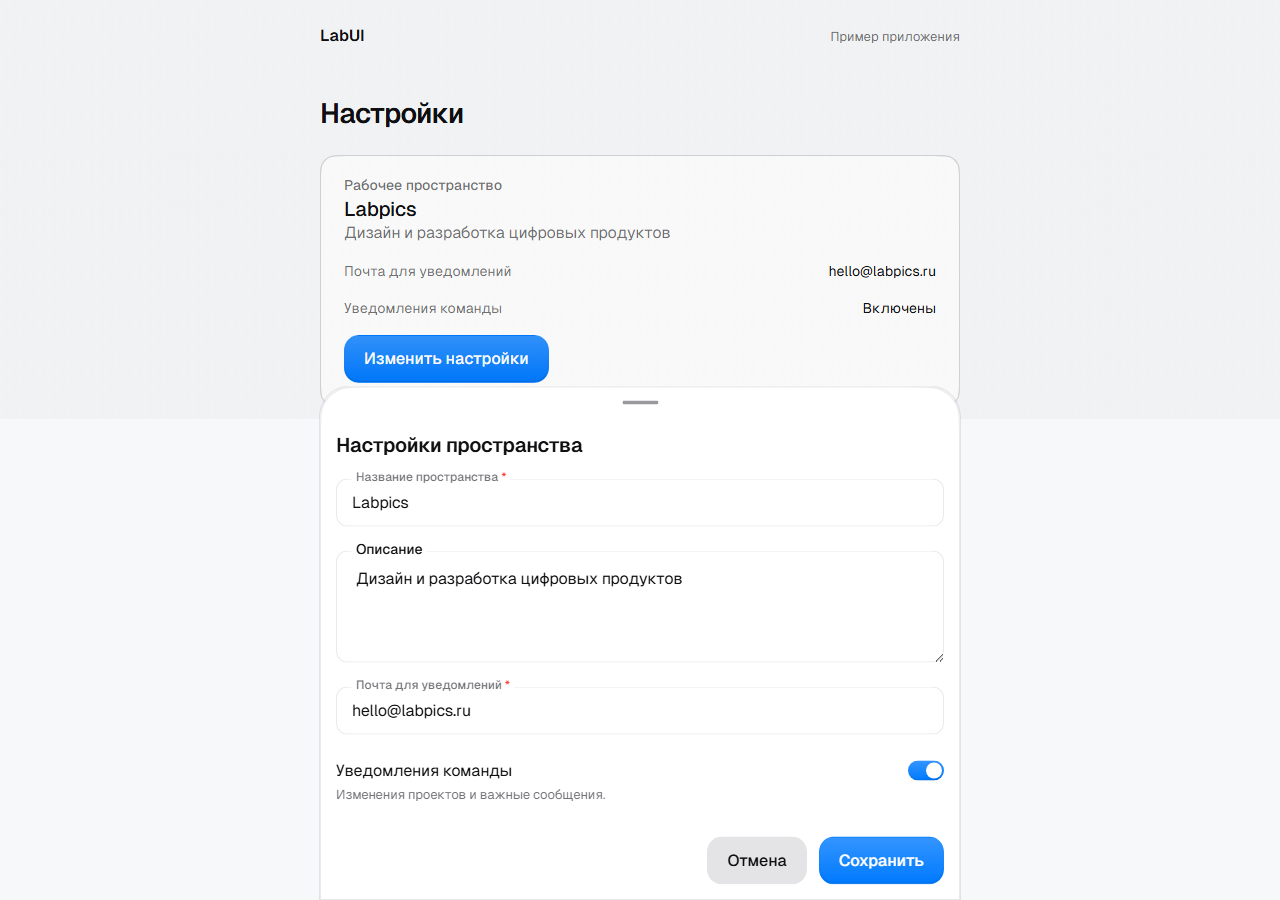 LabUI
Пример приложения
Настройки
Рабочее пространство
Labpics
Дизайн и разработка цифровых продуктов
Почта для уведомлений
hello@labpics.ru
Уведомления команды
Включены
Изменить настройки
Настройки пространства
Название пространства *
Labpics
Описание
Дизайн и разработка цифровых продуктов
Почта для уведомлений *
hello@labpics.ru
Уведомления команды
Изменения проектов и важные сообщения.
Отмена
Сохранить